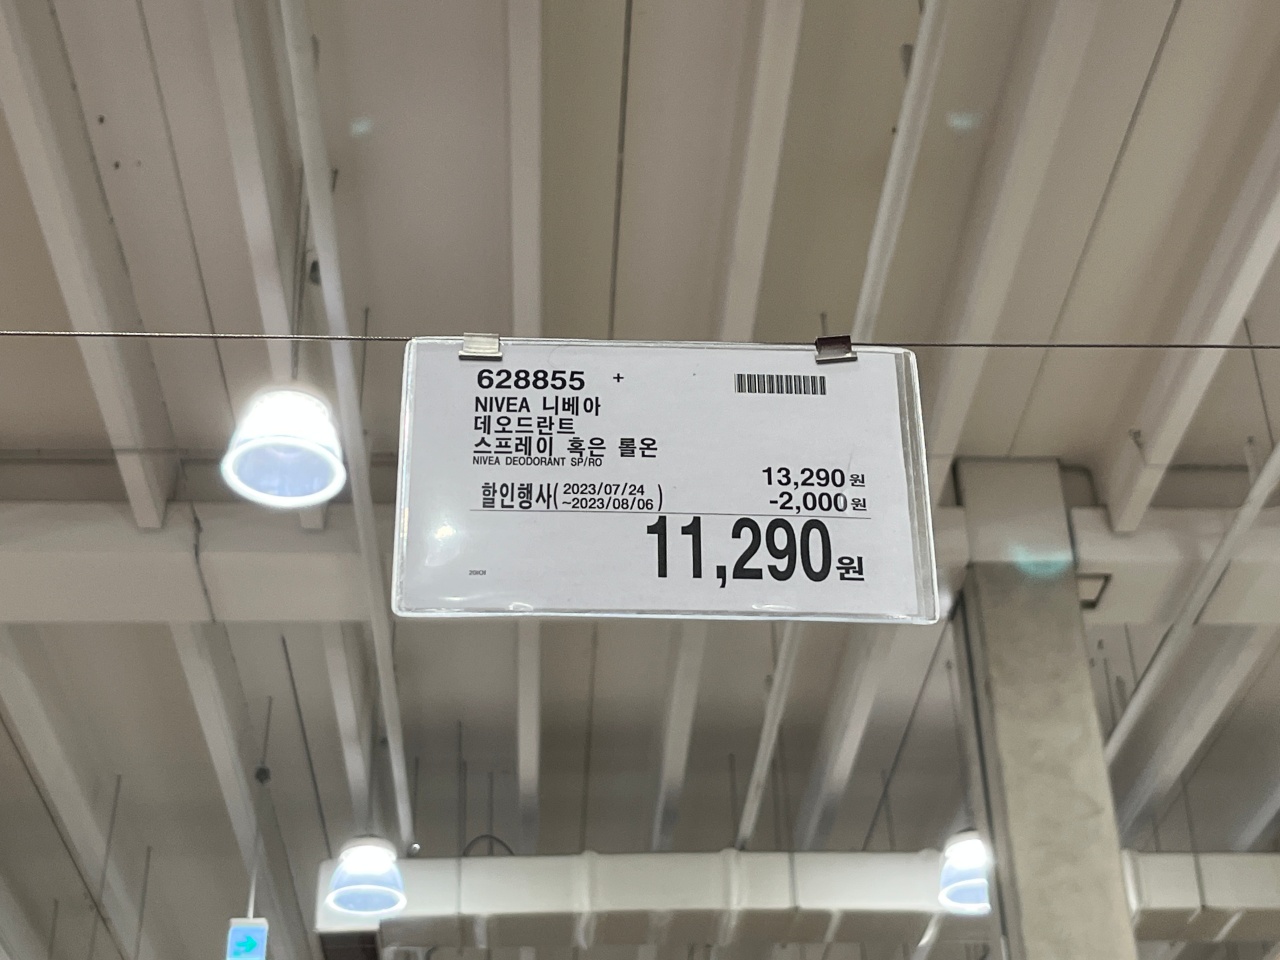 628855 +
NIVEA 니베아
데오드란트
스프레이 혹은 롤온
NIVEA DEODORANT SP/RO
13,290원
할인행사( 2023/07/24
~2023/08/06 )
-2,000원
11,290원